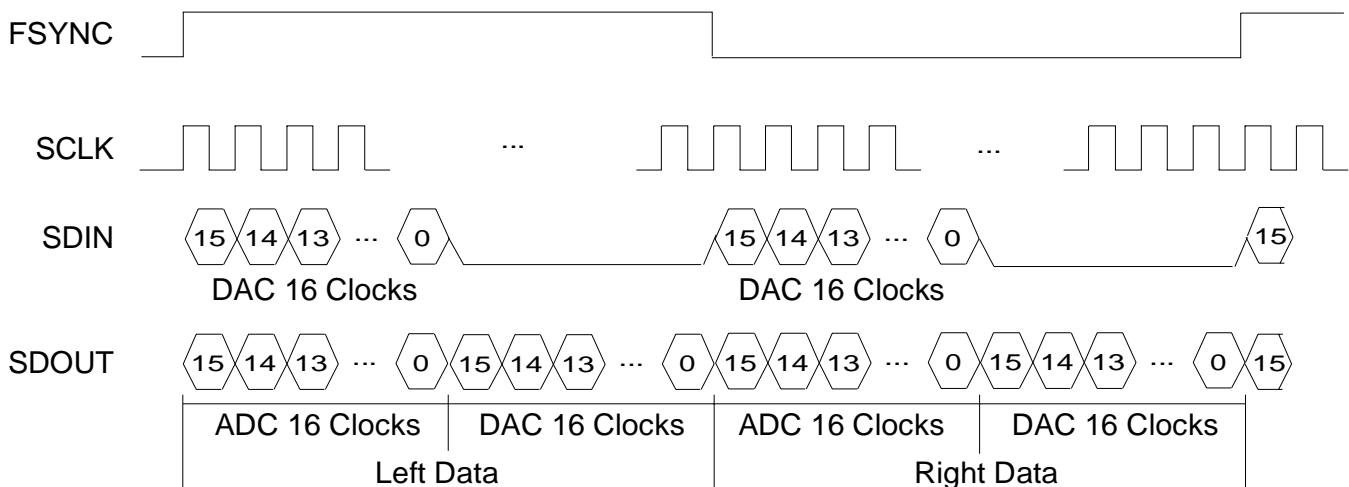 FSYNC
SCLK ... ...
SDIN 15 14 13 ... 0 15 14 13 ... 0 15
DAC 16 Clocks DAC 16 Clocks
SDOUT 15 14 13 ... 0 15 14 13 ... 0 15 14 13 ... 0 15 14 13 ... 0 15
ADC 16 Clocks DAC 16 Clocks ADC 16 Clocks DAC 16 Clocks
Left Data Right Data